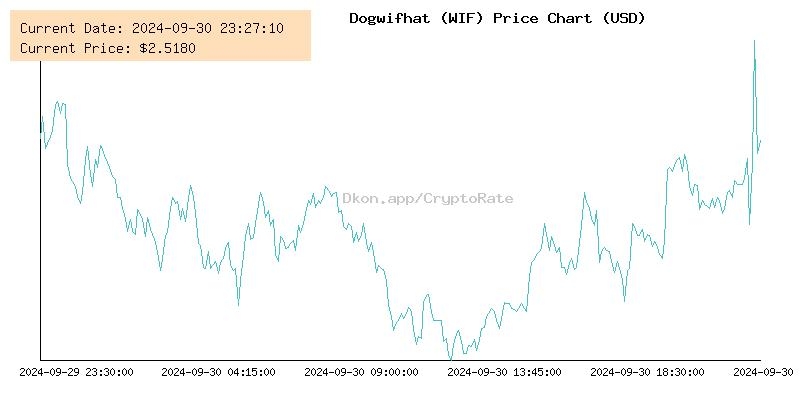 Dogwifhat (WIF) Price Chart (USD)
Current Date: 2024-09-30 23:27:10
Current Price: $2.5180
Dkon.app/CryptoRate
2024-09-29 23:30:00 2024-09-30 04:15:00 2024-09-30 09:00:00 2024-09-30 13:45:00 2024-09-30 18:30:00 2024-09-30